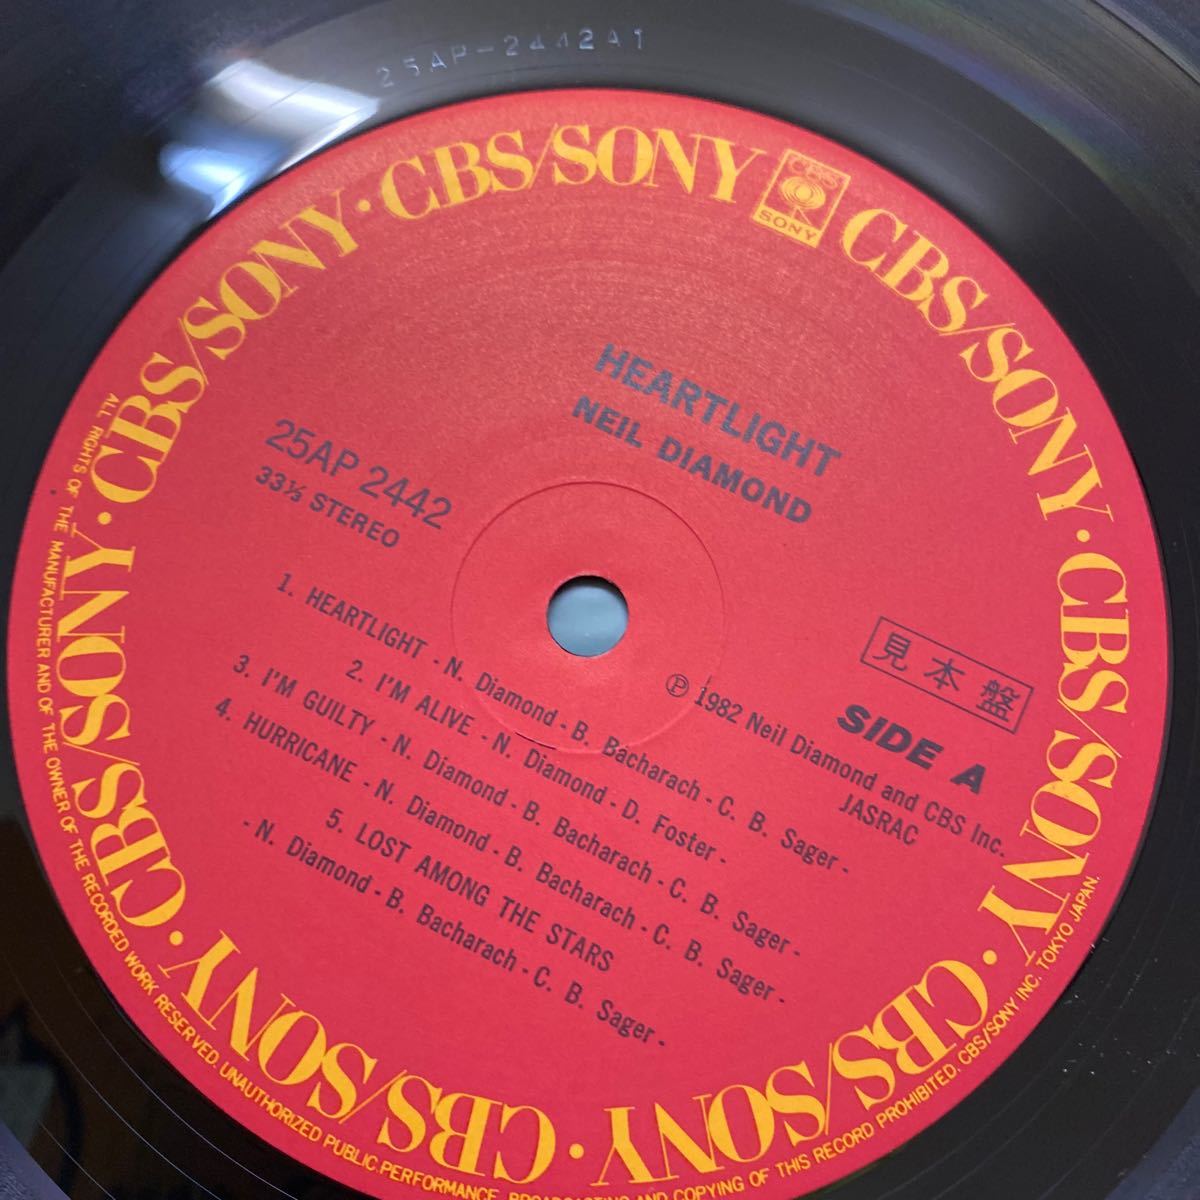 25AP-2442A1
CBS/SONY · CBS/SONY CBS SONY CBS/SONY · CBS/SONY · CBS/SONY · CBS/SONY · CBS/SONY · CBS/SONY · CBS/SONY
HEARTLIGHT
NEIL DIAMOND
25AP 2442
33⅓ STEREO
見本盤
SIDE A
Ⓟ 1982 Neil Diamond and CBS Inc.
JASRAC
1. HEARTLIGHT - N. Diamond - B. Bacharach - C. B. Sager -
2. I'M ALIVE - N. Diamond - D. Foster -
3. I'M GUILTY - N. Diamond - B. Bacharach - C. B. Sager -
4. HURRICANE - N. Diamond - B. Bacharach - C. B. Sager -
5. LOST AMONG THE STARS
- N. Diamond - B. Bacharach - C. B. Sager -
ALL RIGHTS OF THE MANUFACTURER AND OF THE OWNER OF THE RECORDED WORK RESERVED. UNAUTHORIZED PUBLIC PERFORMANCE, BROADCASTING AND COPYING OF THIS RECORD PROHIBITED. CBS/SONY INC. TOKYO JAPAN.